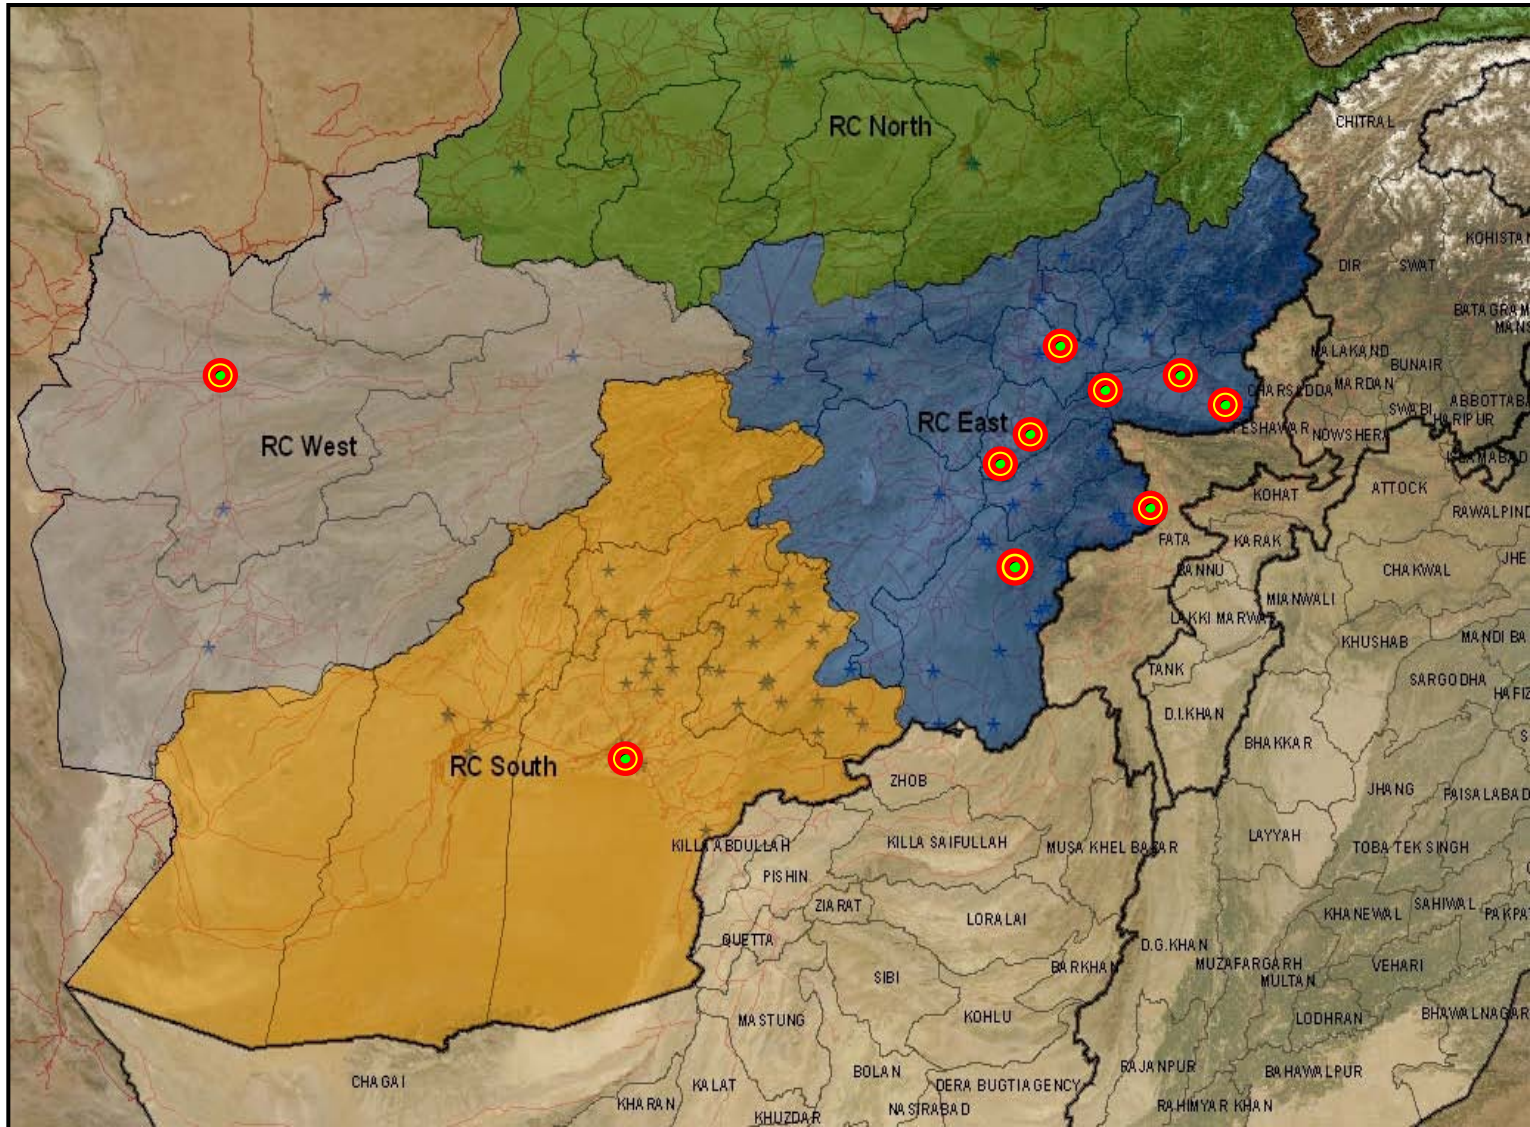 CHITRAL
RC North
KOHISTAN
DIR
SWAT
MALAKAND
BUNAIR
CHARSADDA
MARDAN
SWABI
HARIPUR
RC East
PESHAWAR
NOWSHERA
RC West
ISLAMABAD
ATTOCK
KOHAT
RAWALPIND
FATA
KARAK
JHE
BANNU
CHAKWAL
MIANWALI
LAKKI MARWAT
KHUSHAB
MANDI BA
TANK
SARGODHA
HAFIZ
D.I.KHAN
S
BHAKKAR
RC South
ZHOB
JHANG
FAISALABAD
LAYYAH
KILLA ABDULLAH
KILLA SAIFULLAH
MUSA KHEL BAZAR
TOBA TEK SINGH
PISHIN
ZIARAT
LORALAI
KHANEWAL
SAHIWAL
PAKPAT
QUETTA
D.G.KHAN
SIBI
BARKHAN
MUZAFARGARH
MULTAN
VEHARI
MASTUNG
KOHLU
LODHRAN
BHAWALNAGAR
CHAGAI
KALAT
BOLAN
DERA BUGTI AGENCY
RAJANPUR
BAHAWALPUR
KHARAN
KHUZDAR
NASIRABAD
RAHIMYAR KHAN